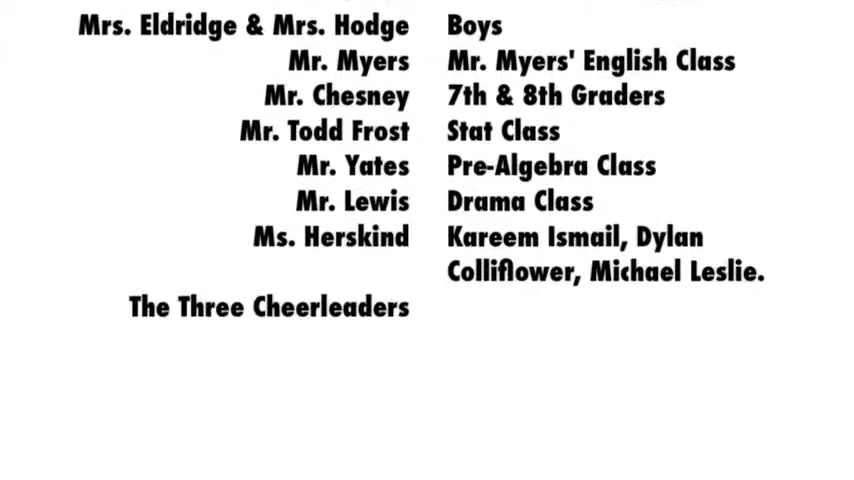 Mrs. Eldridge & Mrs. Hodge Boys
Mr. Myers Mr. Myers' English Class
Mr. Chesney 7th & 8th Graders
Mr. Todd Frost Stat Class
Mr. Yates Pre-Algebra Class
Mr. Lewis Drama Class
Ms. Herskind Kareem Ismail, Dylan
Colliflower, Michael Leslie.
The Three Cheerleaders